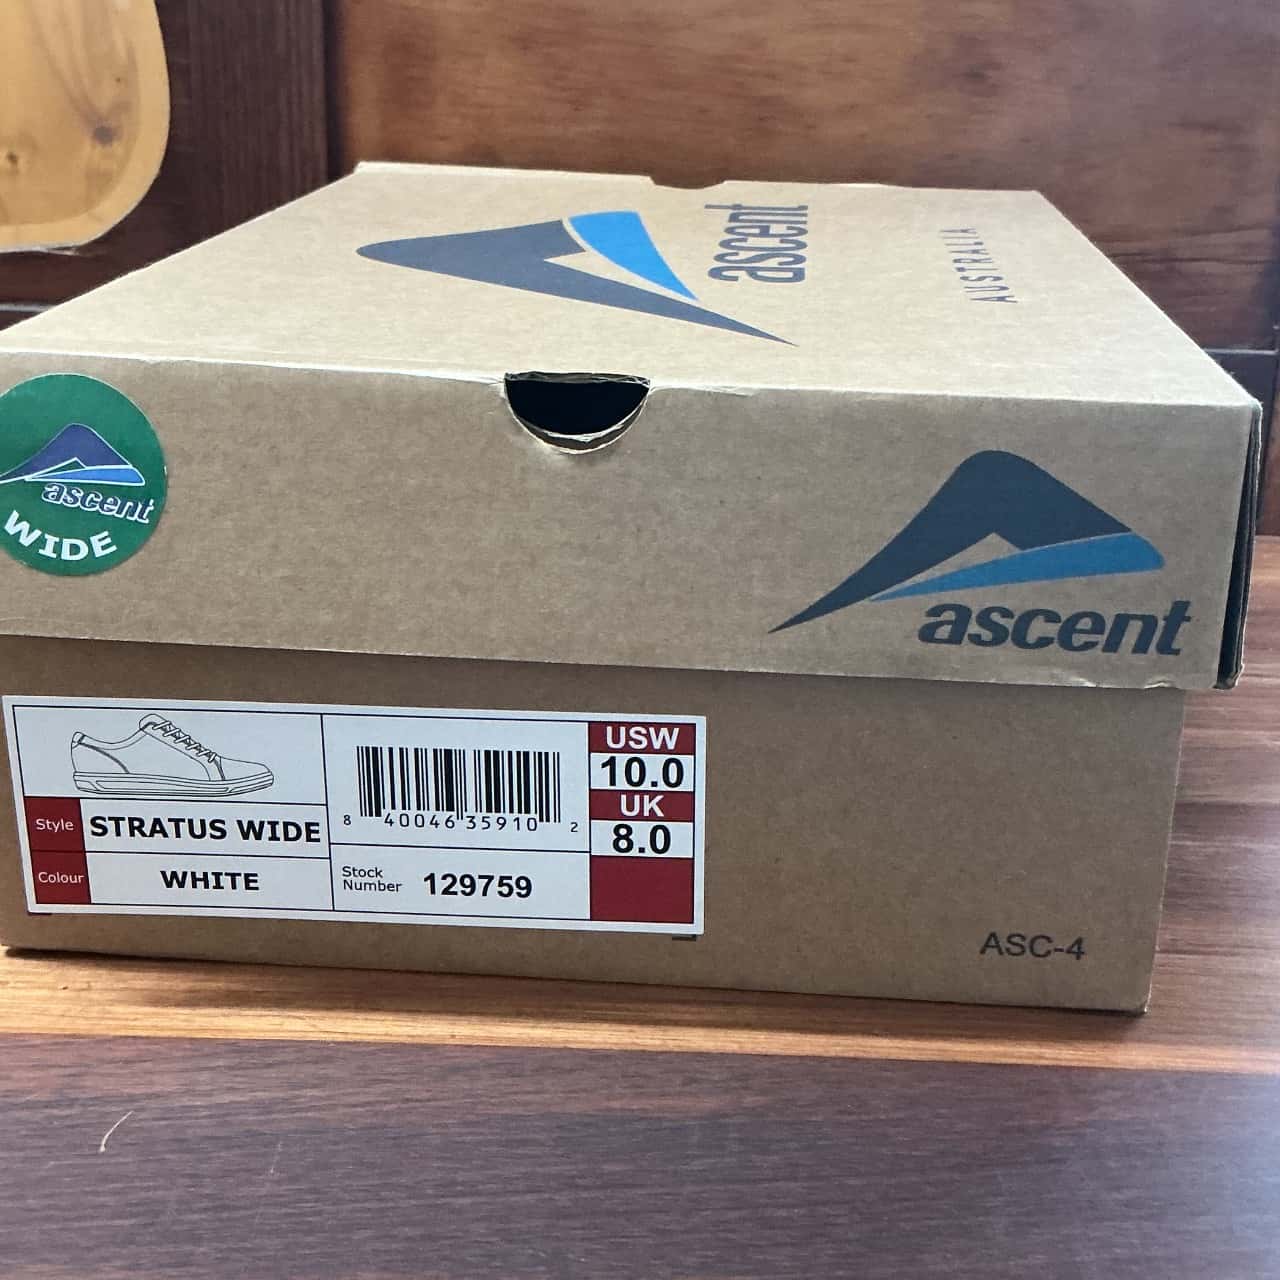 ascent
AUSTRALIA
ascent
WIDE
ascent
USW
10.0
UK
8.0
8 40046 35910 2
Style
STRATUS WIDE
Colour
WHITE
Stock
Number
129759
ASC-4